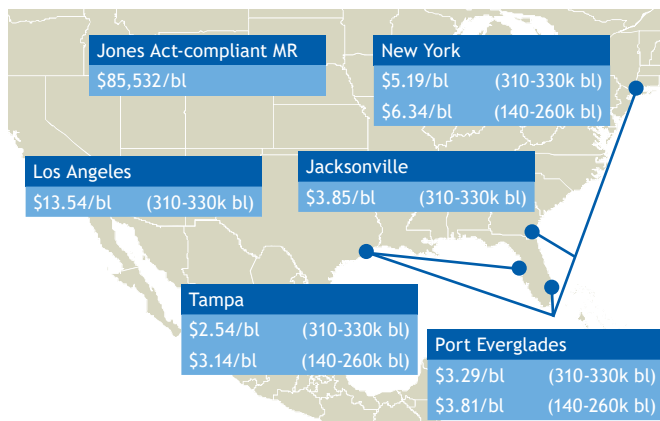 Jones Act-compliant MR
$85,532/bl
New York
$5.19/bl (310-330k bl)
$6.34/bl (140-260k bl)
Los Angeles
$13.54/bl (310-330k bl)
Jacksonville
$3.85/bl (310-330k bl)
Tampa
$2.54/bl (310-330k bl)
$3.14/bl (140-260k bl)
Port Everglades
$3.29/bl (310-330k bl)
$3.81/bl (140-260k bl)